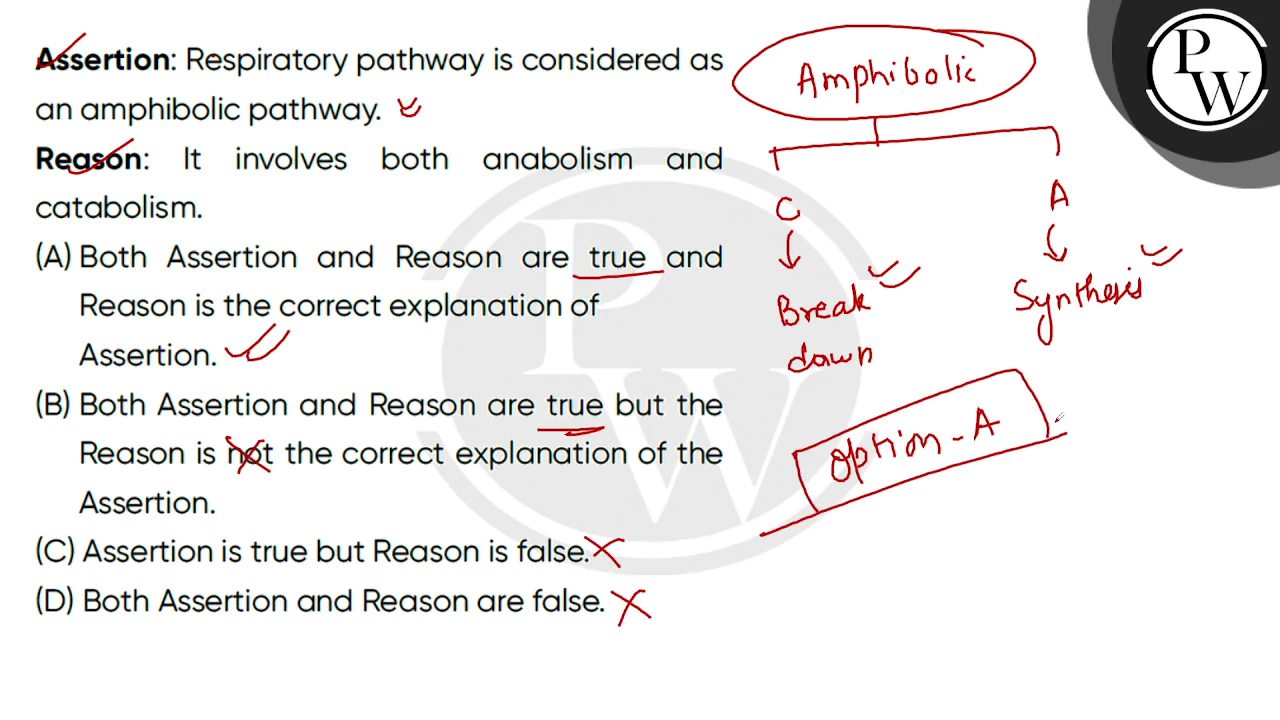 Assertion: Respiratory pathway is considered as
an amphibolic pathway.
Reason: It involves both anabolism and
catabolism.
(A) Both Assertion and Reason are true and
Reason is the correct explanation of
Assertion.
(B) Both Assertion and Reason are true but the
Reason is not the correct explanation of the
Assertion.
(C) Assertion is true but Reason is false.
(D) Both Assertion and Reason are false.
Amphibolic
C
A
Break
down
Synthesis
Option - A
P
W
P
W